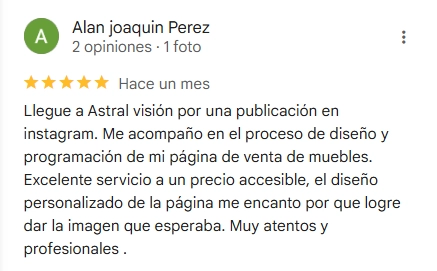 A
Alan joaquin Perez
2 opiniones · 1 foto
Hace un mes
Llegue a Astral visión por una publicación en
instagram. Me acompaño en el proceso de diseño y
programación de mi página de venta de muebles.
Excelente servicio a un precio accesible, el diseño
personalizado de la página me encanto por que logre
dar la imagen que esperaba. Muy atentos y
profesionales .